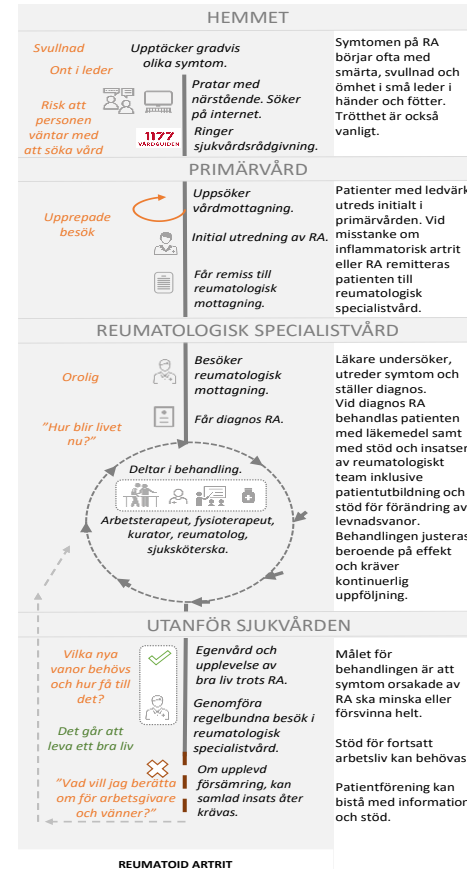 HEMMET
Svullnad
Ont i leder
Risk att
personen
väntar med
att söka vård
Upptäcker gradvis
olika symtom.
Pratar med
närstående. Söker
på internet.
1177
VÅRDGUIDEN
Ringer
sjukvårdsrådgivning.
Symtomen på RA
börjar ofta med
smärta, svullnad och
ömhet i små leder i
händer och fötter.
Trötthet är också
vanligt.
PRIMÄRVÅRD
Upprepade
besök
Uppsöker
vårdmottagning.
Initial utredning av RA.
Får remiss till
reumatologisk
mottagning.
Patienter med ledvärk
utreds initialt i
primärvården. Vid
misstanke om
inflammatorisk artrit
eller RA remitteras
patienten till
reumatologisk
specialistvård.
REUMATOLOGISK SPECIALISTVÅRD
Orolig
"Hur blir livet
nu?"
Besöker
reumatologisk
mottagning.
Får diagnos RA.
Deltar i behandling.
Arbetsterapeut, fysioterapeut,
kurator, reumatolog,
sjuksköterska.
Läkare undersöker,
utreder symtom och
ställer diagnos.
Vid diagnos RA
behandlas patienten
med läkemedel samt
med stöd och insatser
av reumatologiskt
team inklusive
patientutbildning och
stöd för förändring av
levnadsvanor.
Behandlingen justeras
beroende på effekt
och kräver
kontinuerlig
uppföljning.
UTANFÖR SJUKVÅRDEN
Vilka nya
vanor behövs
och hur få till
det?
Det går att
leva ett bra liv
"Vad vill jag berätta
om för arbetsgivare
och vänner?"
Egenvård och
upplevelse av
bra liv trots RA.
Genomföra
regelbundna besök i
reumatologisk
specialistvård.
Om upplevd
försämring, kan
samlad insats åter
krävas.
Målet för
behandlingen är att
symtom orsakade av
RA ska minska eller
försvinna helt.
Stöd för fortsatt
arbetsliv kan behövas
Patientförening kan
bistå med information
och stöd.
REUMATOID ARTRIT